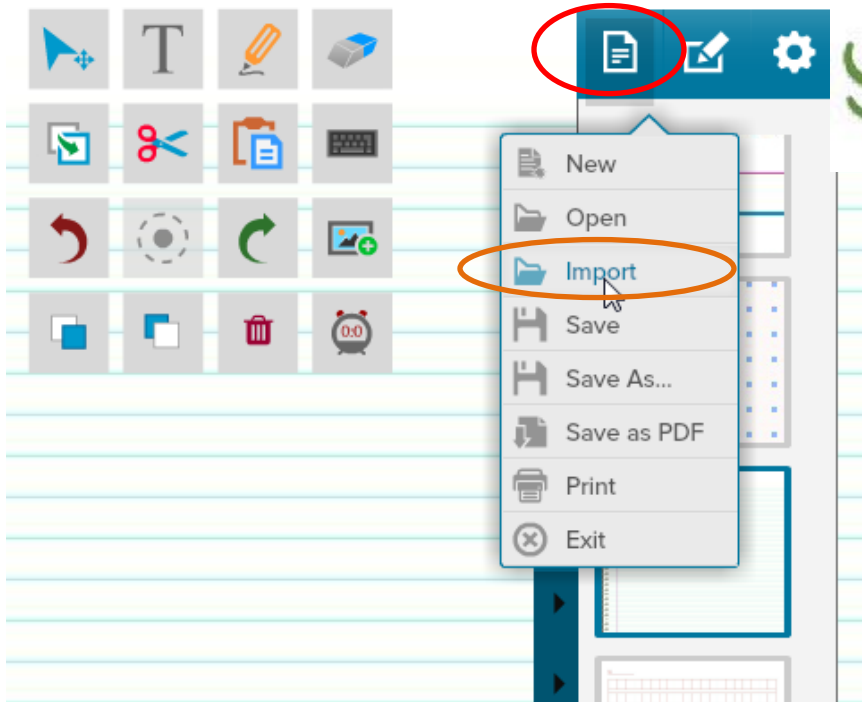 T
New
Open
Import
Save
Save As...
Save as PDF
Print
Exit
0:0